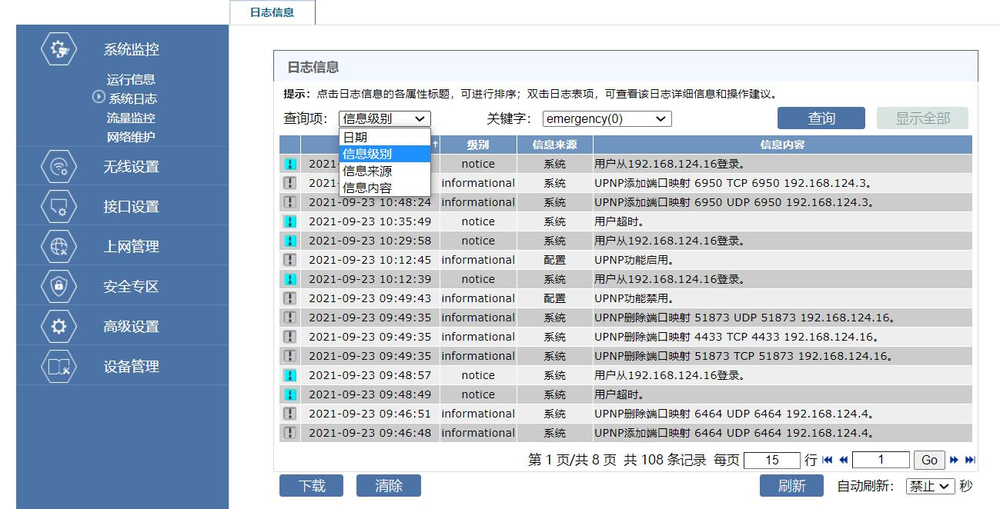 日志信息
系统监控
运行信息
系统日志
流量监控
网络维护
无线设置
接口设置
上网管理
安全专区
高级设置
设备管理
日志信息
提示：点击日志信息的各属性标题，可进行排序；双击日志表项，可查看该日志详细信息和操作建议。
查询项： 信息级别 关键字： emergency(0) 查询 显示全部
日期
信息级别
信息来源
信息内容
↑ 级别 信息来源 信息内容
2021- notice 系统 用户从192.168.124.16登录。
2021- informational 系统 UPNP添加端口映射 6950 TCP 6950 192.168.124.3。
2021-09-23 10:48:24 informational 系统 UPNP添加端口映射 6950 UDP 6950 192.168.124.3。
2021-09-23 10:35:49 notice 系统 用户超时。
2021-09-23 10:29:58 notice 系统 用户从192.168.124.16登录。
2021-09-23 10:12:45 informational 配置 UPNP功能启用。
2021-09-23 10:12:39 notice 系统 用户从192.168.124.16登录。
2021-09-23 09:49:43 informational 配置 UPNP功能禁用。
2021-09-23 09:49:35 informational 系统 UPNP删除端口映射 51873 UDP 51873 192.168.124.16。
2021-09-23 09:49:35 informational 系统 UPNP删除端口映射 4433 TCP 4433 192.168.124.16。
2021-09-23 09:49:35 informational 系统 UPNP删除端口映射 51873 TCP 51873 192.168.124.16。
2021-09-23 09:48:57 notice 系统 用户从192.168.124.16登录。
2021-09-23 09:48:49 notice 系统 用户超时。
2021-09-23 09:46:51 informational 系统 UPNP删除端口映射 6464 UDP 6464 192.168.124.4。
2021-09-23 09:46:48 informational 系统 UPNP添加端口映射 6464 UDP 6464 192.168.124.4。
第 1 页/共 8 页 共 108 条记录 每页 15 行 1 Go
下载 清除 刷新 自动刷新： 禁止 秒